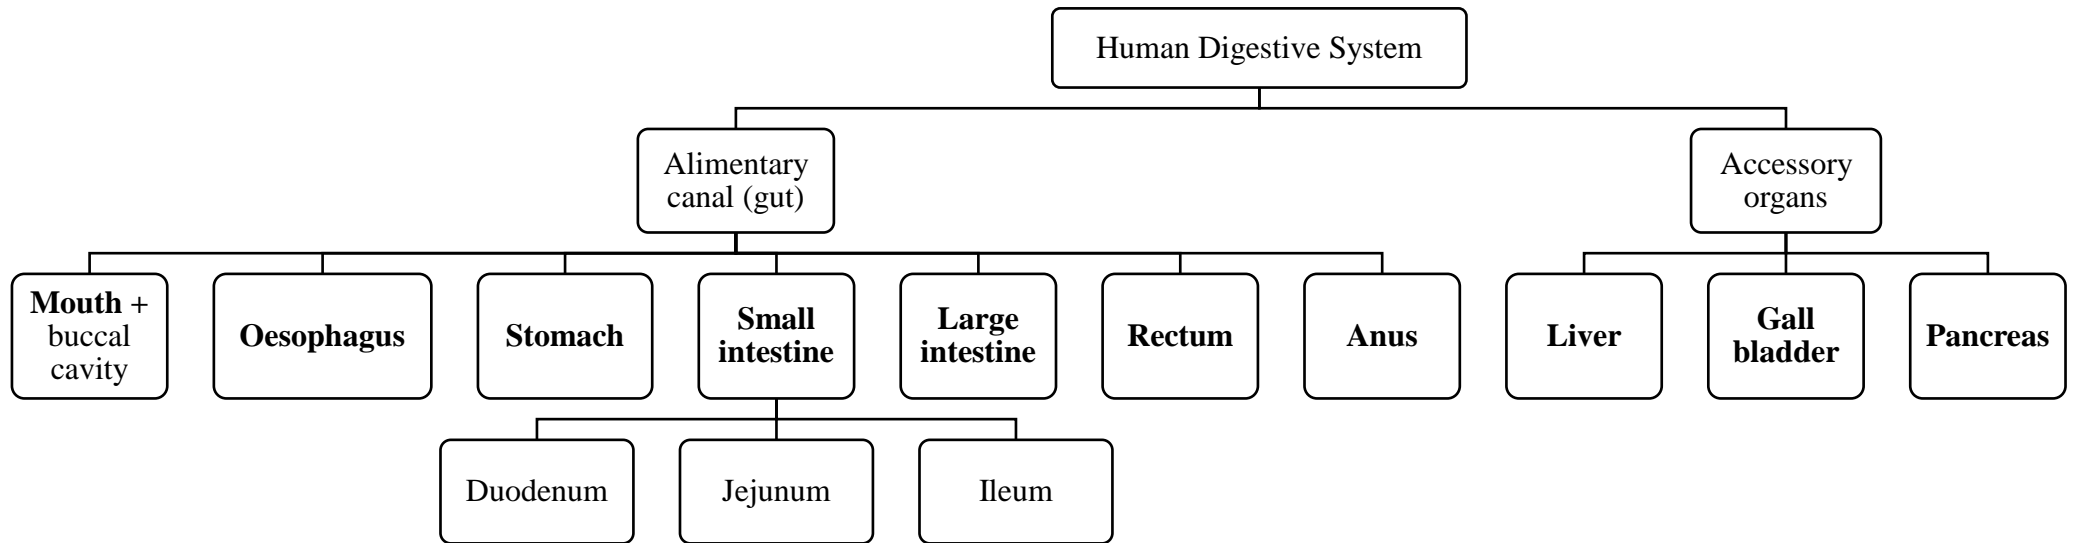 Human Digestive System
Alimentary
canal (gut)
Accessory
organs
Mouth +
buccal
cavity
Oesophagus
Stomach
Small
intestine
Large
intestine
Rectum
Anus
Liver
Gall
bladder
Pancreas
Duodenum
Jejunum
Ileum